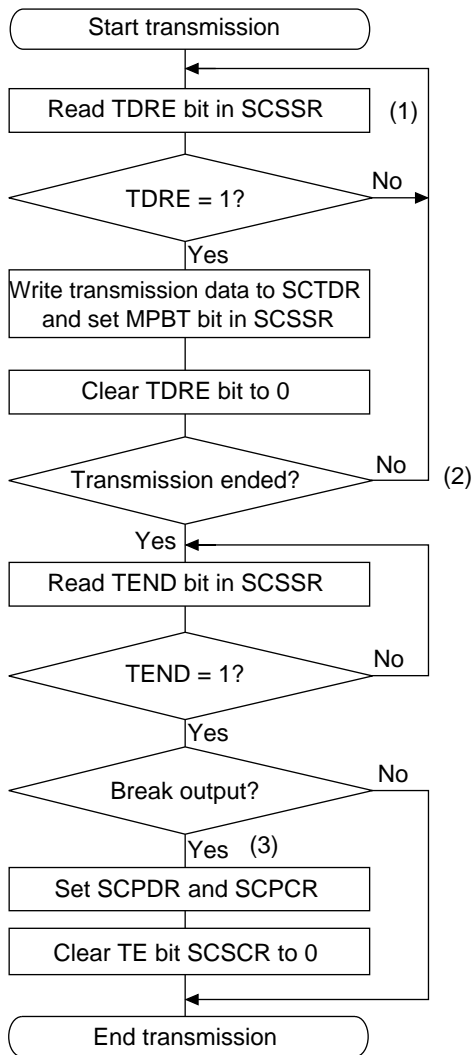 Start transmission
Read TDRE bit in SCSSR
(1)
TDRE = 1?
No
Yes
Write transmission data to SCTDR
and set MPBT bit in SCSSR
Clear TDRE bit to 0
Transmission ended?
No
(2)
Yes
Read TEND bit in SCSSR
TEND = 1?
No
Yes
Break output?
No
Yes
(3)
Set SCPDR and SCPCR
Clear TE bit SCSCR to 0
End transmission